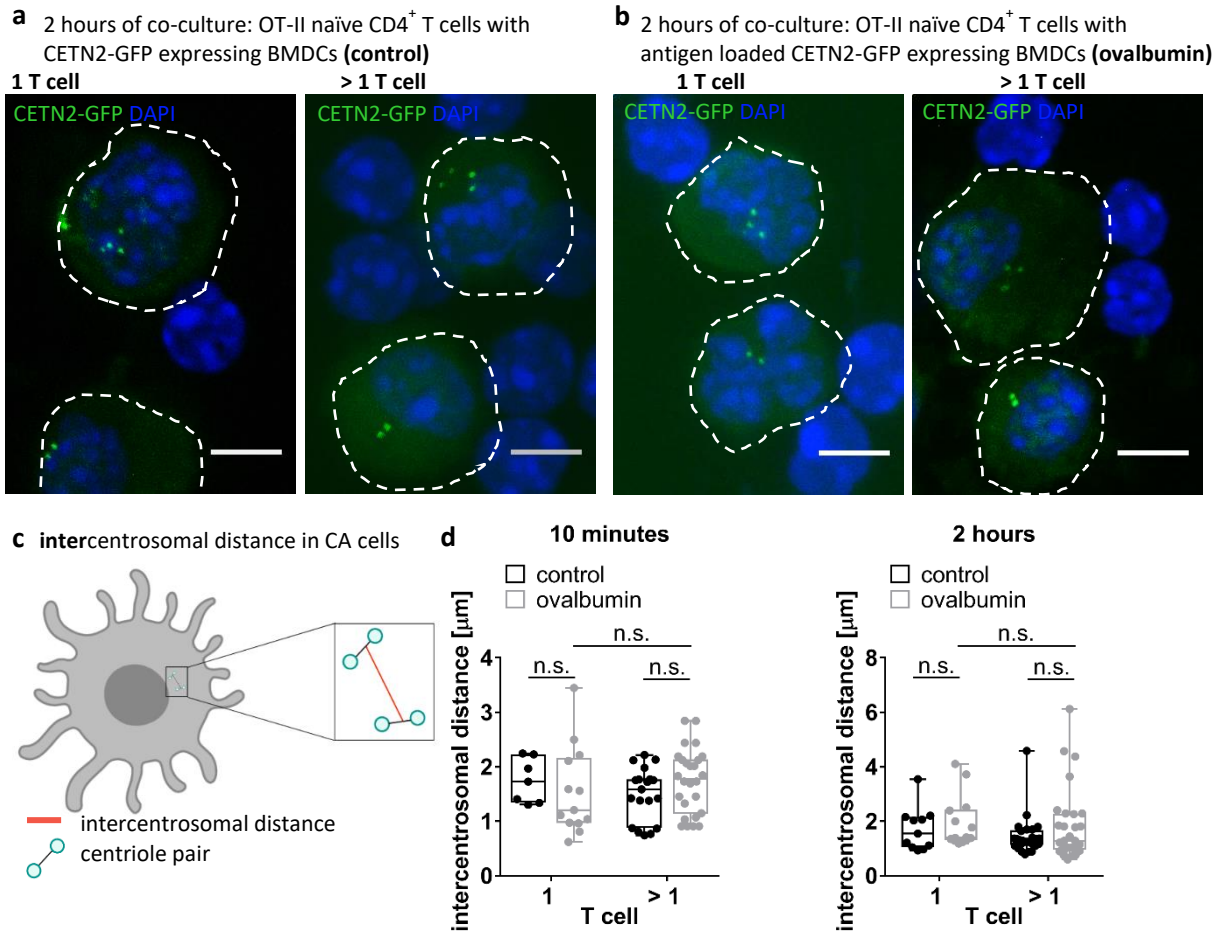 a 2 hours of co-culture: OT-II naïve CD4+ T cells with
CETN2-GFP expressing BMDCs (control)
1 T cell
> 1 T cell
CETN2-GFP DAPI
CETN2-GFP DAPI
b 2 hours of co-culture: OT-II naïve CD4+ T cells with
antigen loaded CETN2-GFP expressing BMDCs (ovalbumin)
1 T cell
> 1 T cell
CETN2-GFP DAPI
CETN2-GFP DAPI
c intercentrosomal distance in CA cells
intercentrosomal distance
centriole pair
d
10 minutes
control
ovalbumin
n.s.
n.s.
n.s.
intercentrosomal distance [μm]
4
3
2
1
0
1
> 1
T cell
2 hours
control
ovalbumin
n.s.
n.s.
n.s.
intercentrosomal distance [μm]
8
6
4
2
0
1
> 1
T cell